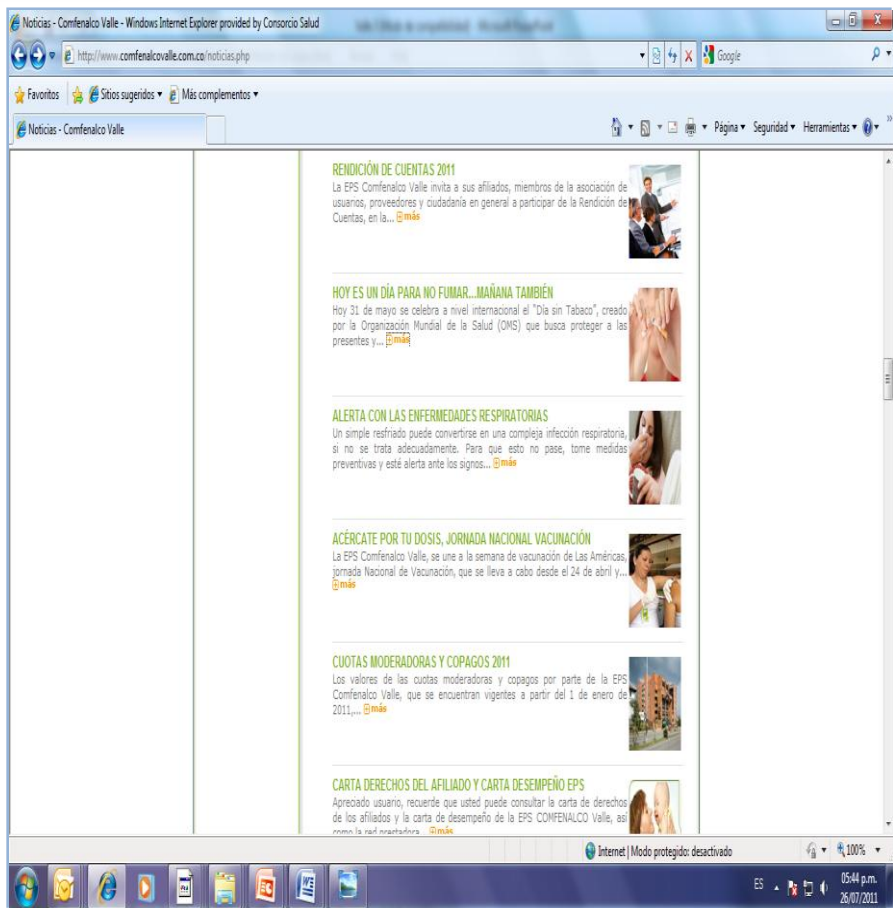 Noticias - Comfenalco Valle - Windows Internet Explorer provided by Consorcio Salud
http://www.comfenalcovalle.com.co/noticias.php
Google
Favoritos
Sitios sugeridos
Más complementos
Noticias - Comfenalco Valle
Página
Seguridad
Herramientas
RENDICIÓN DE CUENTAS 2011
La EPS Comfenalco Valle invita a sus afiliados, miembros de la asociación de
usuarios, proveedores y ciudadanía en general a participar de la Rendición de
Cuentas, en la... más
HOY ES UN DÍA PARA NO FUMAR...MAÑANA TAMBIÉN
Hoy 31 de mayo se celebra a nivel internacional el "Día sin Tabaco", creado
por la Organización Mundial de la Salud (OMS) que busca proteger a las
presentes y... más
ALERTA CON LAS ENFERMEDADES RESPIRATORIAS
Un simple resfriado puede convertirse en una compleja infección respiratoria,
si no se trata adecuadamente. Para que esto no pase, tome medidas
preventivas y esté alerta ante los signos... más
ACÉRCATE POR TU DOSIS, JORNADA NACIONAL VACUNACIÓN
La EPS Comfenalco Valle, se une a la semana de vacunación de Las Américas,
jornada Nacional de Vacunación, que se lleva a cabo desde el 24 de abril y...
más
CUOTAS MODERADORAS Y COPAGOS 2011
Los valores de las cuotas moderadoras y copagos por parte de la EPS
Comfenalco Valle, que se encuentran vigentes a partir del 1 de enero de
2011,... más
CARTA DERECHOS DEL AFILIADO Y CARTA DESEMPEÑO EPS
Apreciado usuario, recuerde que usted puede consultar la carta de derechos
de los afiliados y la carta de desempeño de la EPS COMFENALCO Valle, así
como la red prestadora... más
Internet | Modo protegido: desactivado
100%
ES
05:44 p.m.
26/07/2011